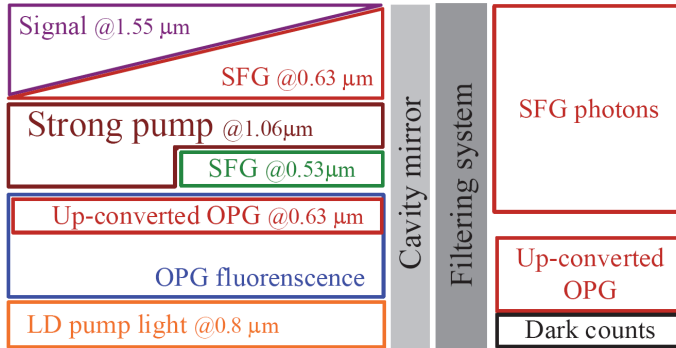 Signal @1.55 μm
SFG @0.63 μm
Strong pump @1.06μm
SFG @0.53μm
Up-converted OPG @0.63 μm
OPG fluorenscence
LD pump light @0.8 μm
Cavity mirror
Filtering system
SFG photons
Up-converted
OPG
Dark counts